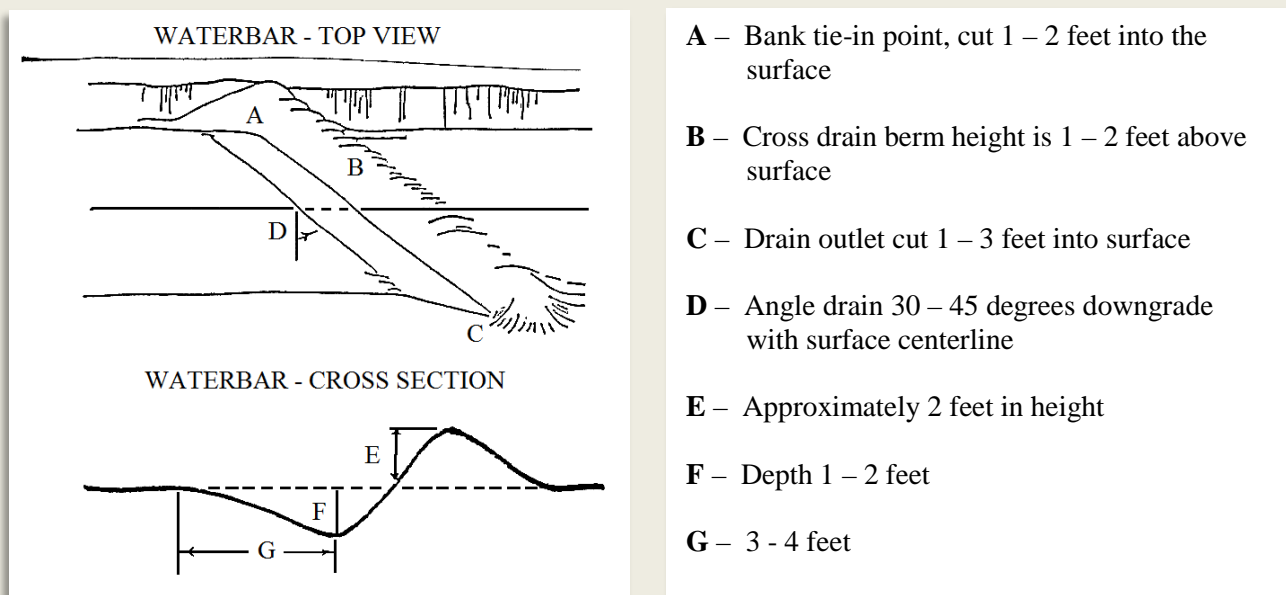 WATERBAR - TOP VIEW
A
B
D
C
WATERBAR - CROSS SECTION
E
F
G
A – Bank tie-in point, cut 1 – 2 feet into the
surface
B – Cross drain berm height is 1 – 2 feet above
surface
C – Drain outlet cut 1 – 3 feet into surface
D – Angle drain 30 – 45 degrees downgrade
with surface centerline
E – Approximately 2 feet in height
F – Depth 1 – 2 feet
G – 3 - 4 feet